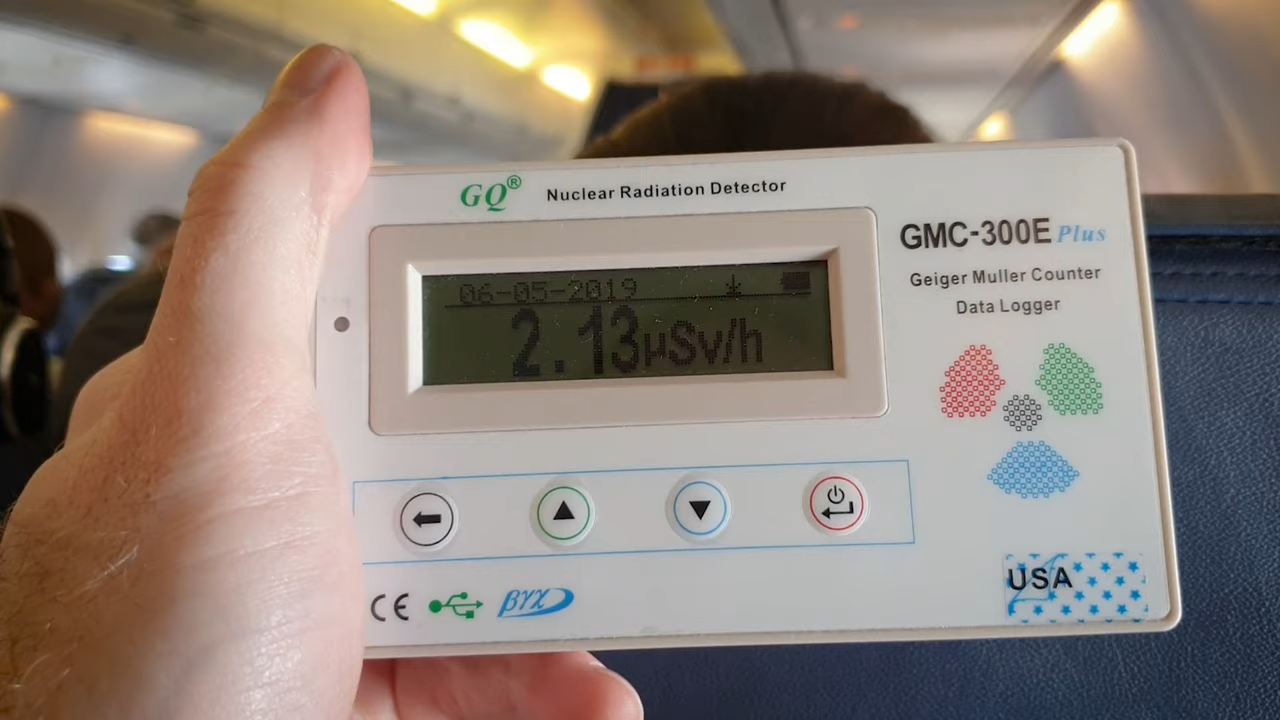 GQ® Nuclear Radiation Detector
GMC-300E Plus
Geiger Muller Counter
Data Logger
06-05-2019
2.13µSv/h
CE βγχ
USA